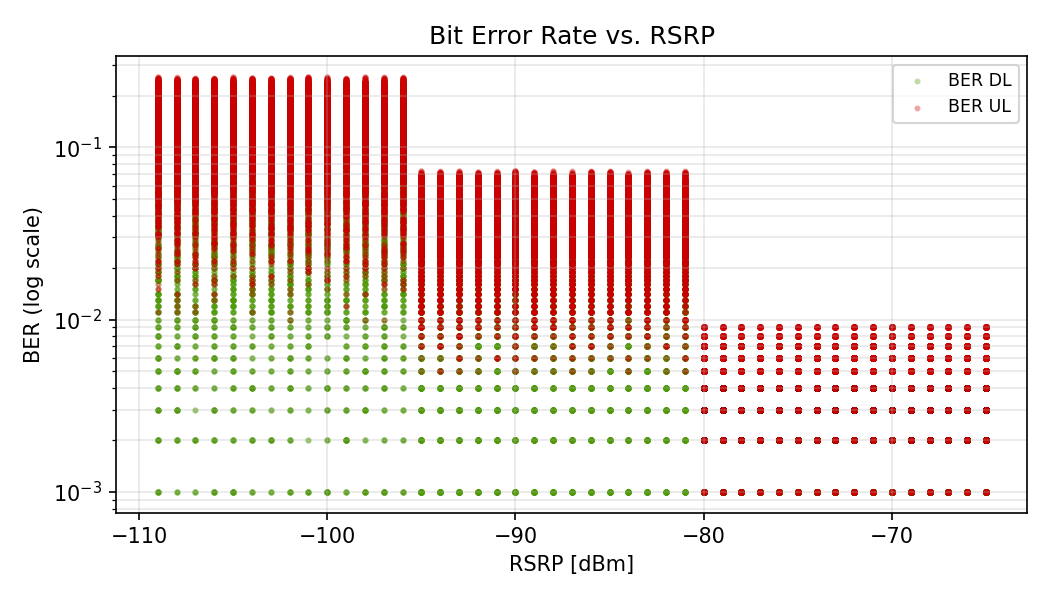 Bit Error Rate vs. RSRP
BER DL
BER UL
BER (log scale)
10⁻¹
10⁻²
10⁻³
−110
−100
−90
−80
−70
RSRP [dBm]